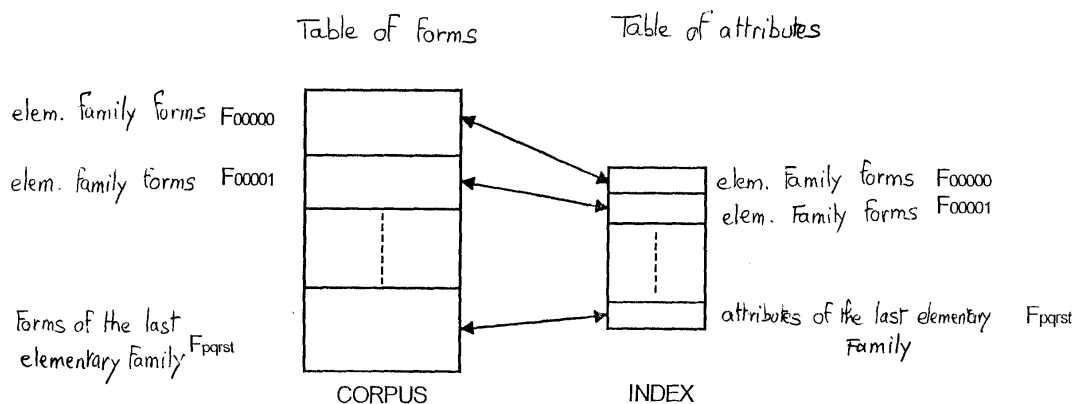 Table of forms
Table of attributes
elem. Family forms F00000
elem. family forms F00001
Forms of the last
elementary Family Fpqrst
elem. Family forms F00000
elem. Family forms F00001
attributes of the last elementary Fpqrst
Family
CORPUS
INDEX